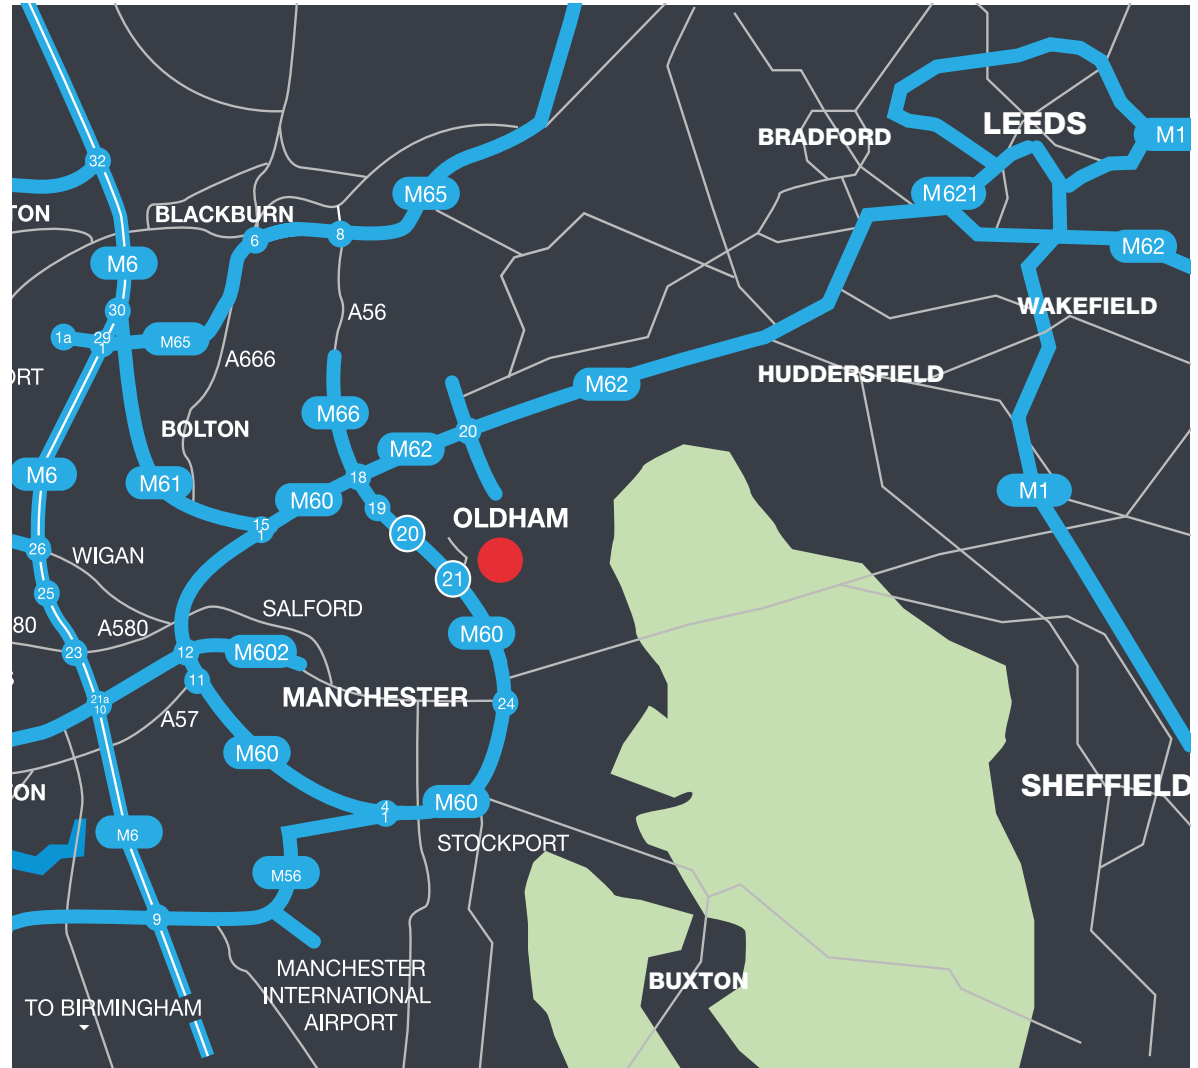 LEEDS
M1
BRADFORD
32
M65
M621
TON
BLACKBURN
6
8
M62
M6
30
A56
WAKEFIELD
1a
29
1
M65
A666
ORT
HUDDERSFIELD
M62
M66
BOLTON
20
M62
M6
M61
18
M60
M1
19
OLDHAM
15
1
20
26
WIGAN
21
25
SALFORD
80
A580
M60
23
12
M602
11
21a
10
MANCHESTER
24
A57
M60
SHEFFIELD
ON
M60
4
1
M6
STOCKPORT
M56
9
MANCHESTER
INTERNATIONAL
AIRPORT
BUXTON
TO BIRMINGHAM